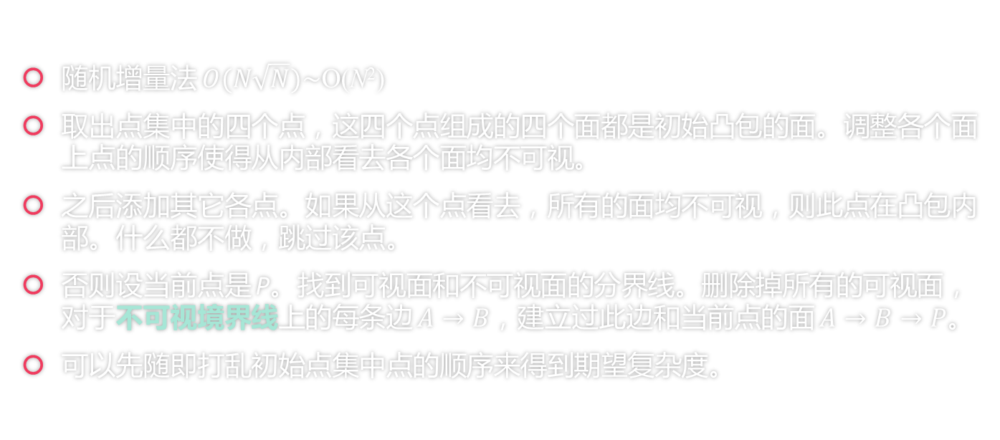 随机增量法 O(N√N)~O(N²)
取出点集中的四个点，这四个点组成的四个面都是初始凸包的面。调整各个面
上点的顺序使得从内部看去各个面均不可视。
之后添加其它各点。如果从这个点看去，所有的面均不可视，则此点在凸包内
部。什么都不做，跳过该点。
否则设当前点是 P。找到可视面和不可视面的分界线。删除掉所有的可视面，
对于不可视境界线上的每条边 A → B，建立过此边和当前点的面 A → B → P。
可以先随即打乱初始点集中点的顺序来得到期望复杂度。